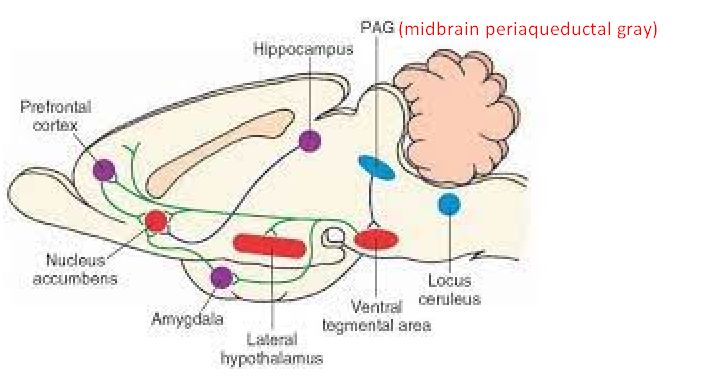 PAG (midbrain periaqueductal gray)
Hippocampus
Prefrontal
cortex
Nucleus
accumbens
Amygdala
Lateral
hypothalamus
Ventral
tegmental area
Locus
ceruleus